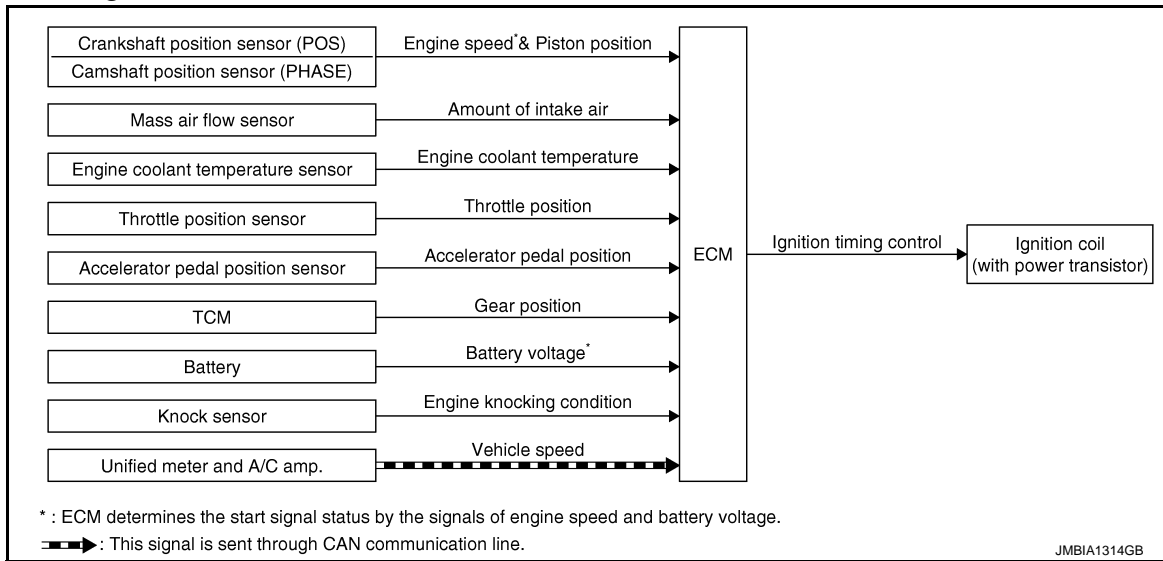 Crankshaft position sensor (POS)
Camshaft position sensor (PHASE)
Engine speed*& Piston position
Mass air flow sensor
Amount of intake air
Engine coolant temperature sensor
Engine coolant temperature
Throttle position sensor
Throttle position
Accelerator pedal position sensor
Accelerator pedal position
TCM
Gear position
Battery
Battery voltage*
Knock sensor
Engine knocking condition
Unified meter and A/C amp.
Vehicle speed
ECM
Ignition timing control
Ignition coil
(with power transistor)
* : ECM determines the start signal status by the signals of engine speed and battery voltage.
: This signal is sent through CAN communication line.
JMBIA1314GB